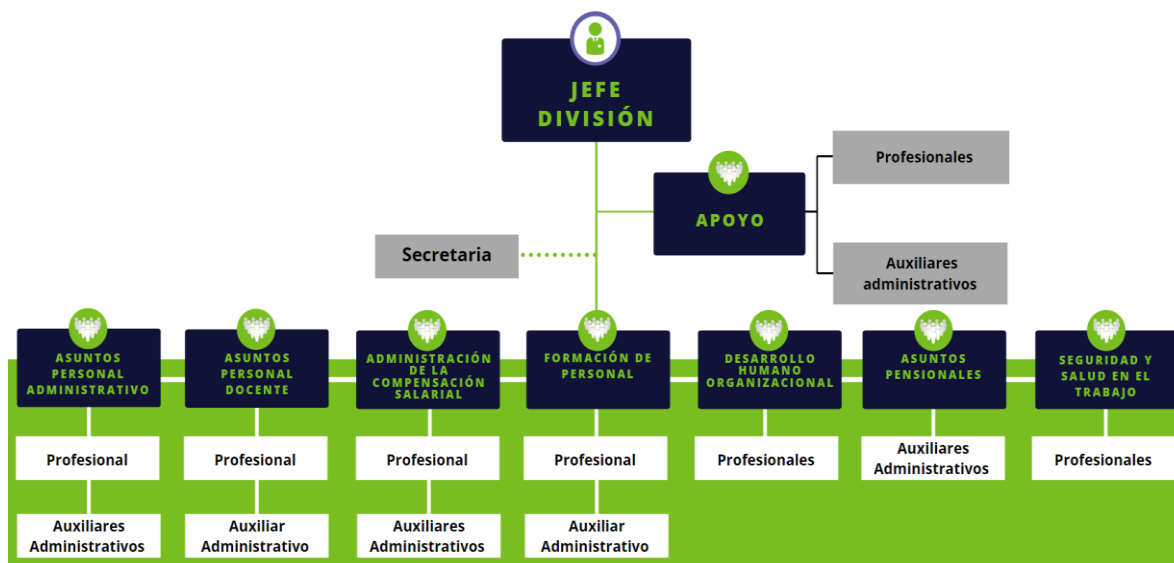 JEFE
DIVISIÓN
Profesionales
APOYO
Secretaria
Auxiliares
administrativos
ASUNTOS
PERSONAL
ADMINISTRATIVO
ASUNTOS
PERSONAL
DOCENTE
ADMINISTRACIÓN
DE LA
COMPENSACIÓN
SALARIAL
FORMACIÓN DE
PERSONAL
DESARROLLO
HUMANO
ORGANIZACIONAL
ASUNTOS
PENSIONALES
SEGURIDAD Y
SALUD EN EL
TRABAJO
Profesional
Profesional
Profesional
Profesional
Profesionales
Auxiliares
Administrativos
Profesionales
Auxiliares
Administrativos
Auxiliar
Administrativo
Auxiliares
Administrativos
Auxiliar
Administrativo